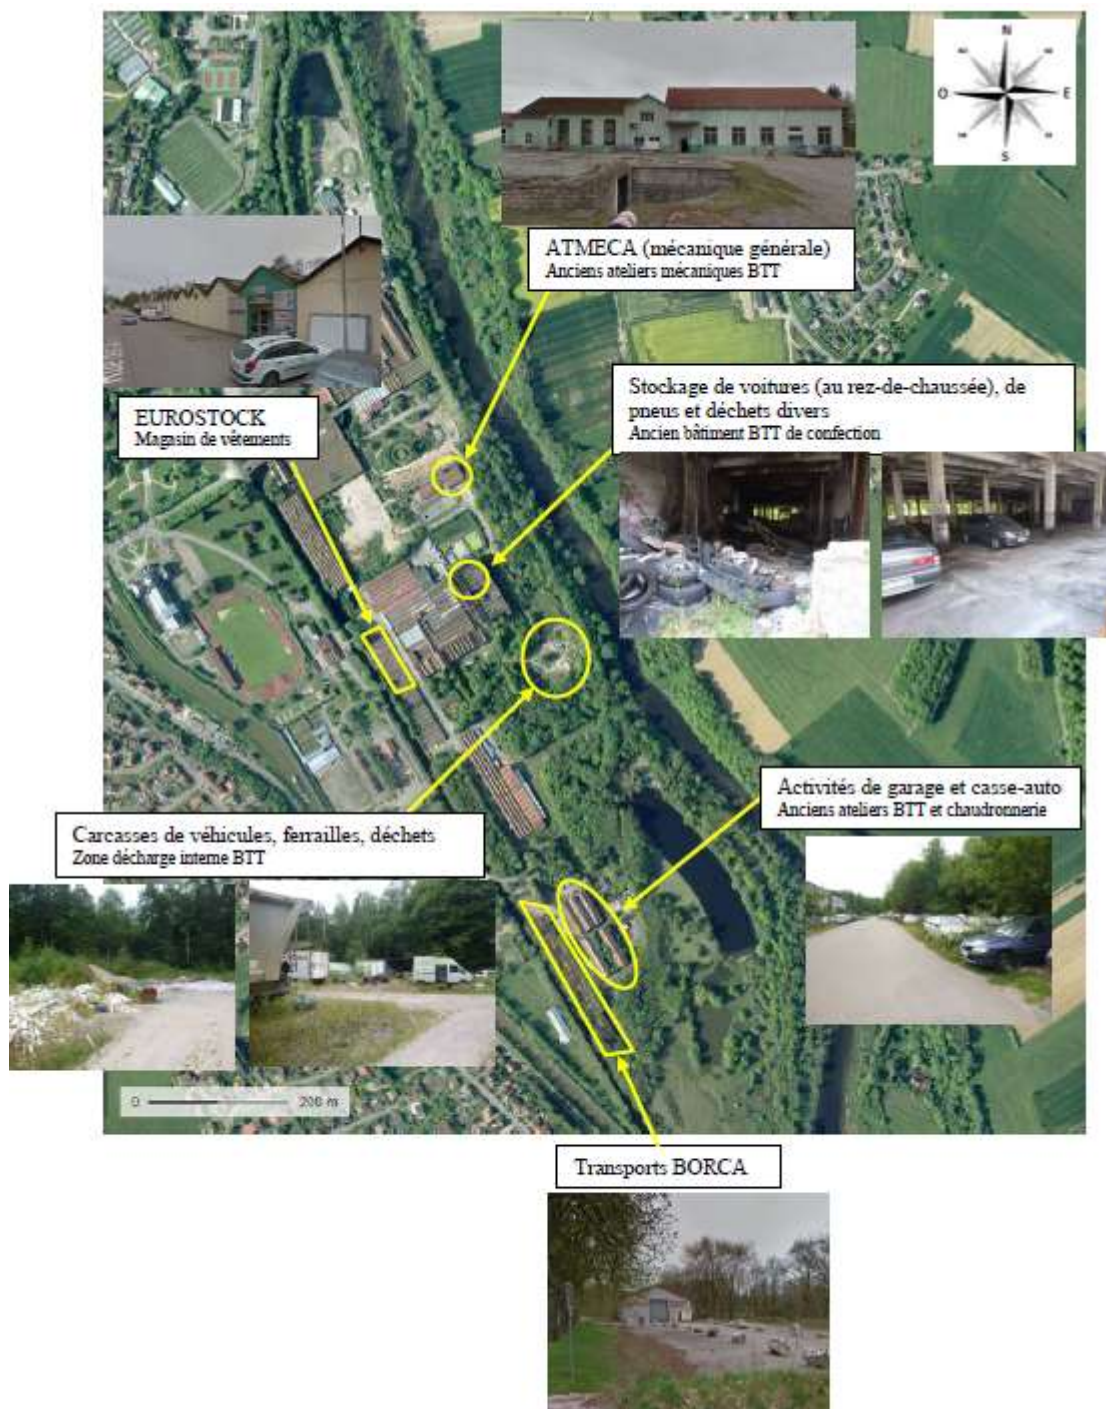 N
O
E
S
ATMECA (mécanique générale)
Anciens ateliers mécaniques BTT
Stockage de voitures (au rez-de-chaussée), de
pneus et déchets divers
Ancien bâtiment BTT de confection
EUROSTOCK
Magasin de vêtements
Activités de garage et casse-auto
Anciens ateliers BTT et chaudronnerie
Carcasses de véhicules, ferrailles, déchets
Zone décharge interne BTT
0 200 m
Transports BORCA